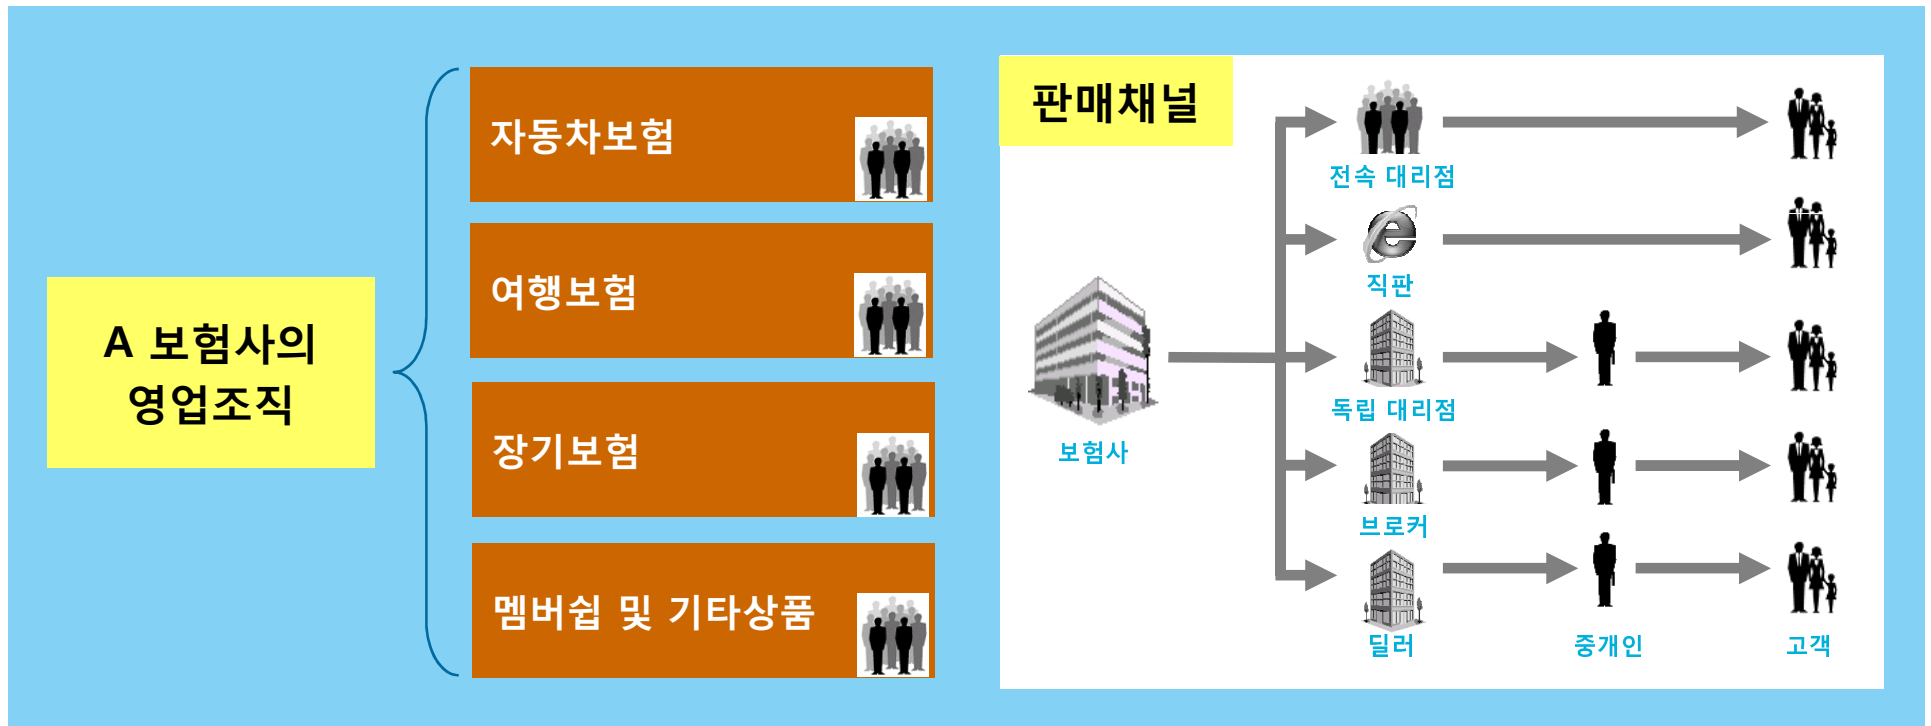 A 보험사의
영업조직
자동차보험
여행보험
장기보험
멤버쉽 및 기타상품
판매채널
보험사
전속 대리점
직판
독립 대리점
브로커
딜러
중개인
고객